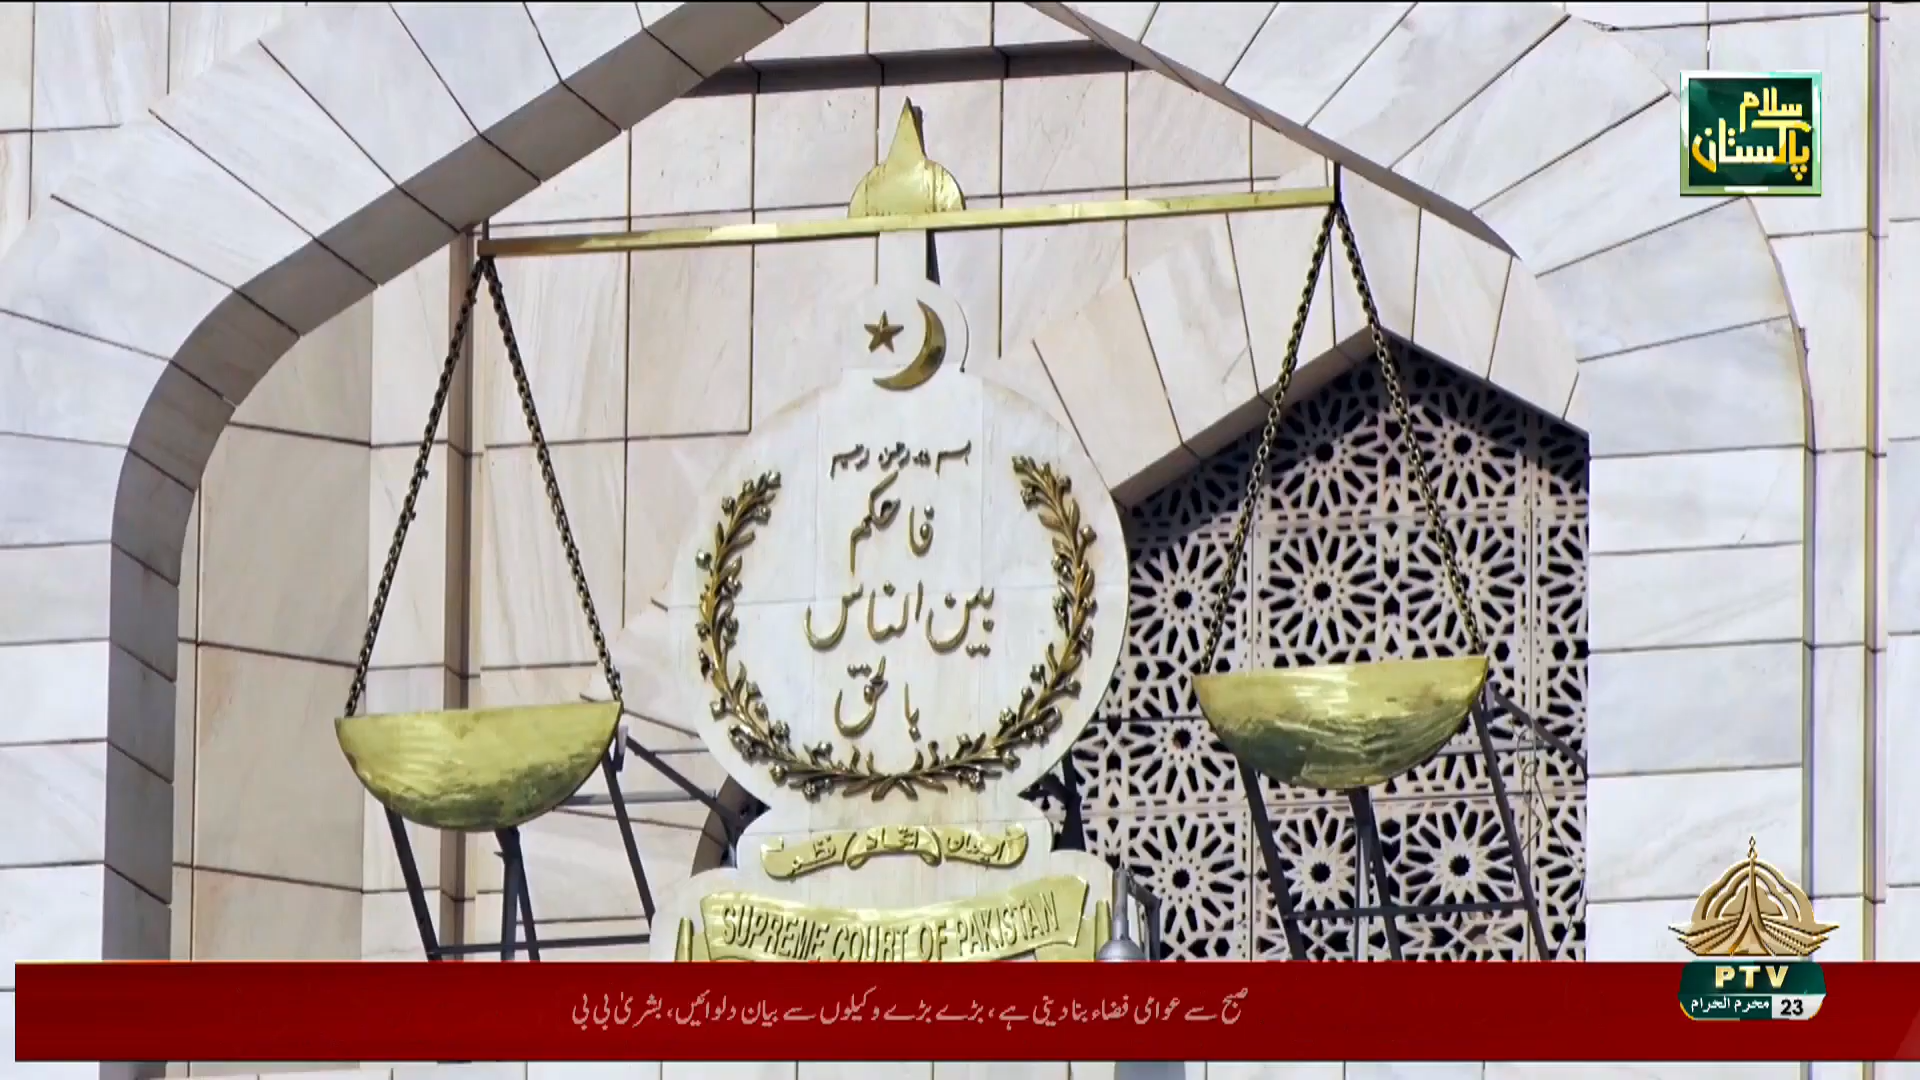 سلام
پاکستان
بسم اللہ الرحمن الرحیم
فاحکم
بین الناس
بالحق
ایمان اتحاد نظم
SUPREME COURT OF PAKISTAN
صبح سے عوامی فضاء بنا دیتی ہے، بڑے بڑے وکیلوں سے بیان دلوائیں، بشریٰ بی بی
PTV
23 محرم الحرام